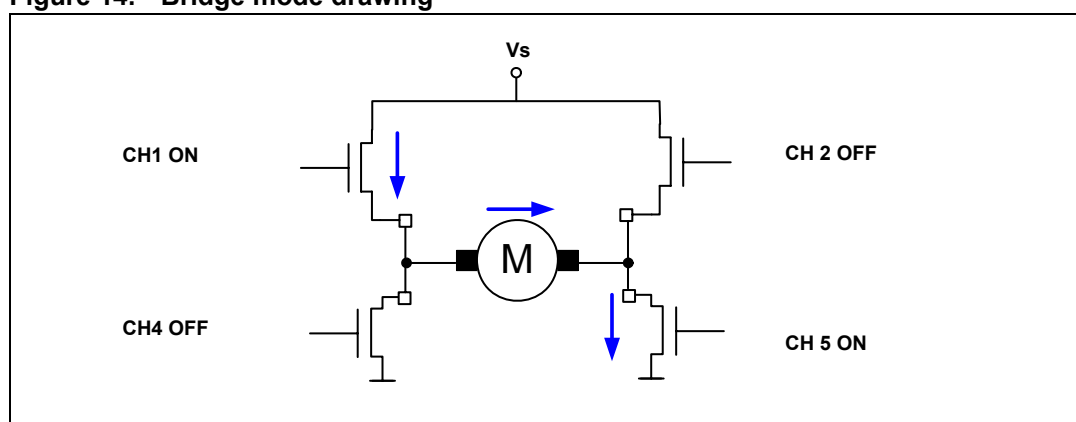 Figure 14. Bridge mode drawing
Vs
CH1 ON
CH 2 OFF
M
CH4 OFF
CH 5 ON